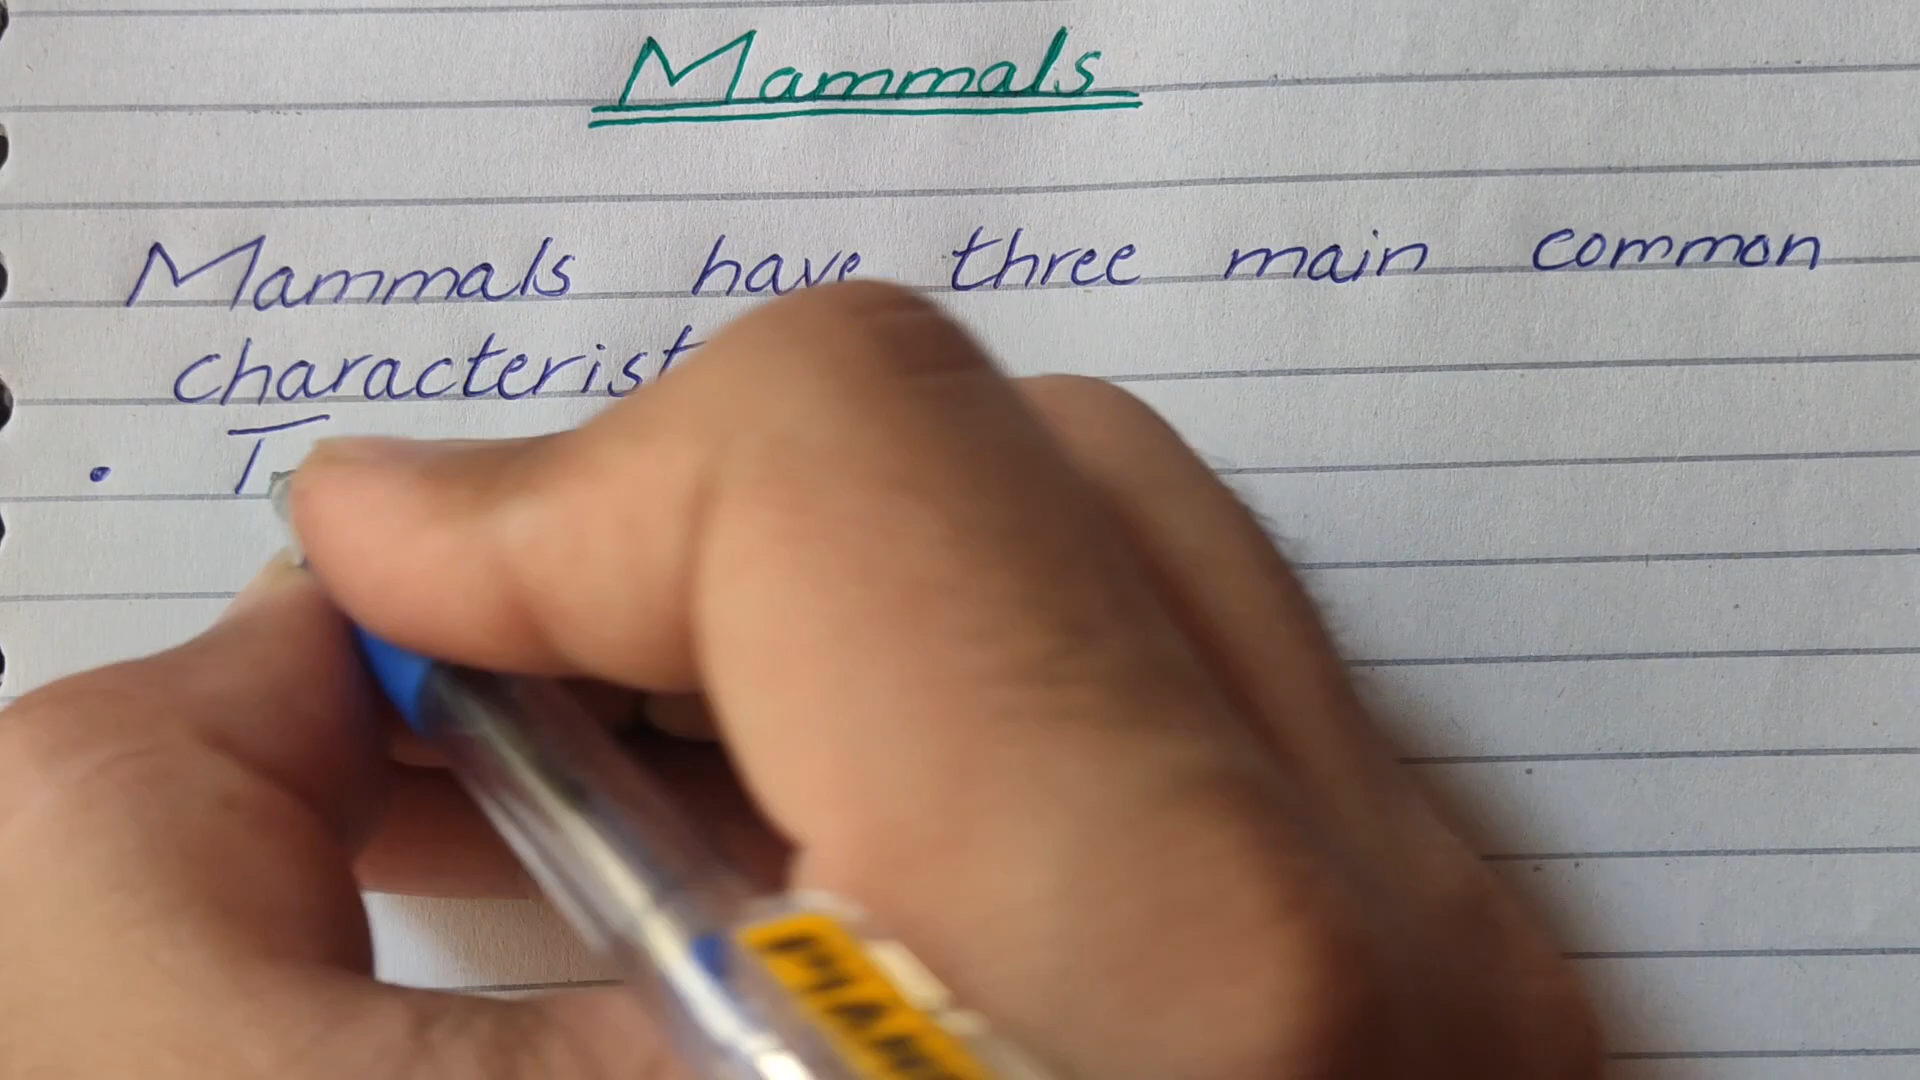 Mammals
Mammals have three main common
characterist
• T